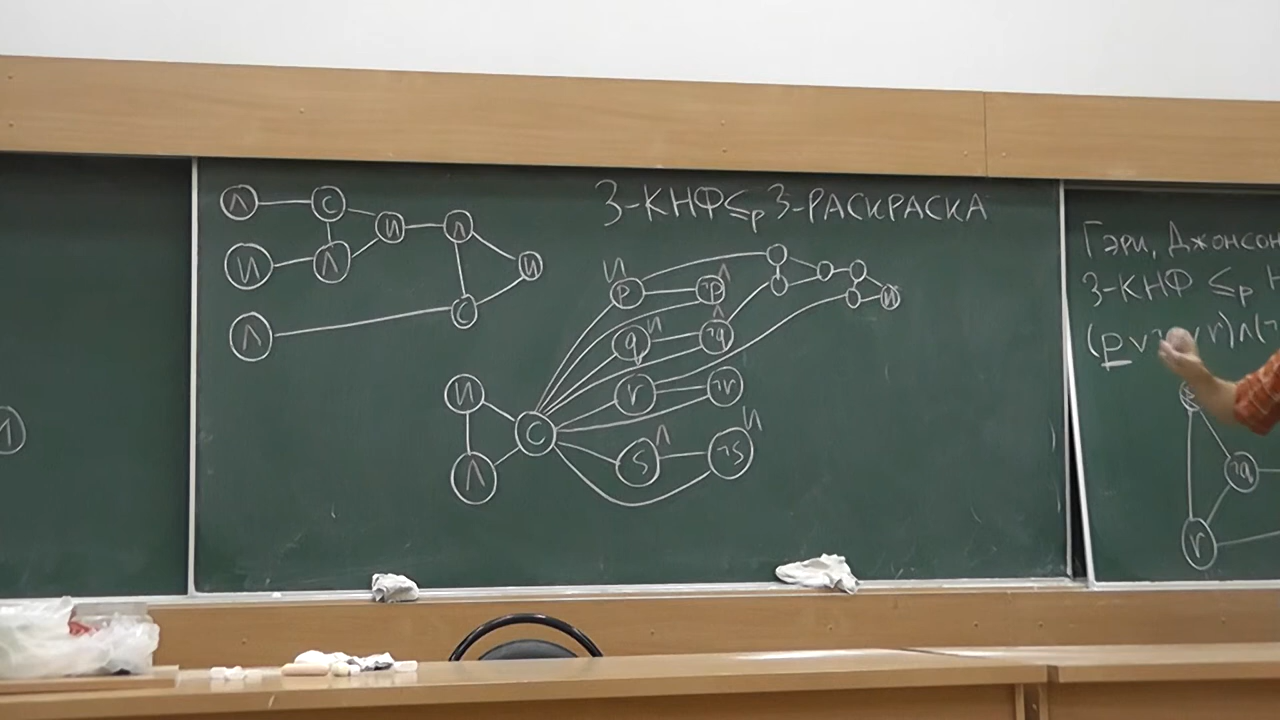 3-КНФ ≤ₚ 3-РАСКРАСКА
Л С И Л И
И Л
Л С
И Л
p ¬p
И Л
q ¬q И
r ¬r
И С
Л И
s ¬s
Л
Л
Гэри, Джонсон
3-КНФ ≤ₚ
(p ∨
∨ r) ∧ (¬
¬q
r